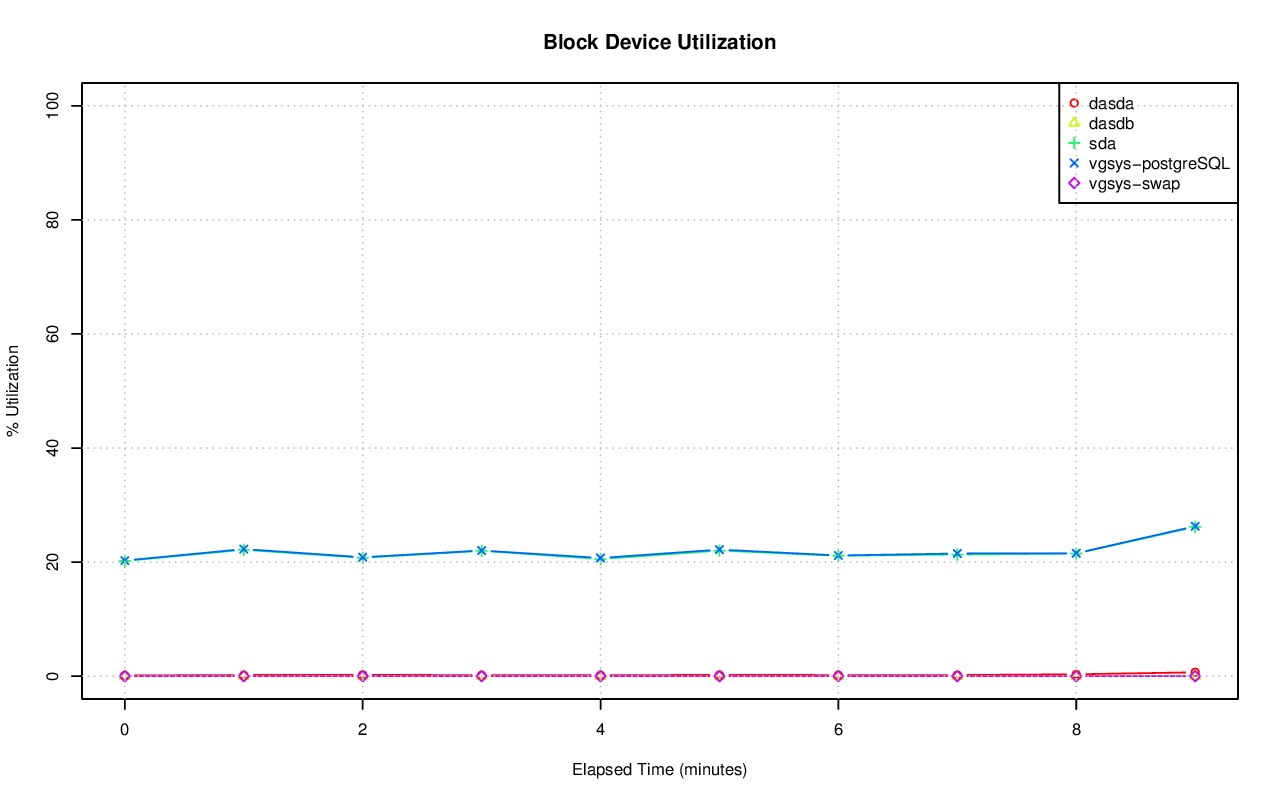 Block Device Utilization
100
80
60
40
20
0
% Utilization
dasda
dasdb
sda
vgsys−postgreSQL
vgsys−swap
0 2 4 6 8
Elapsed Time (minutes)